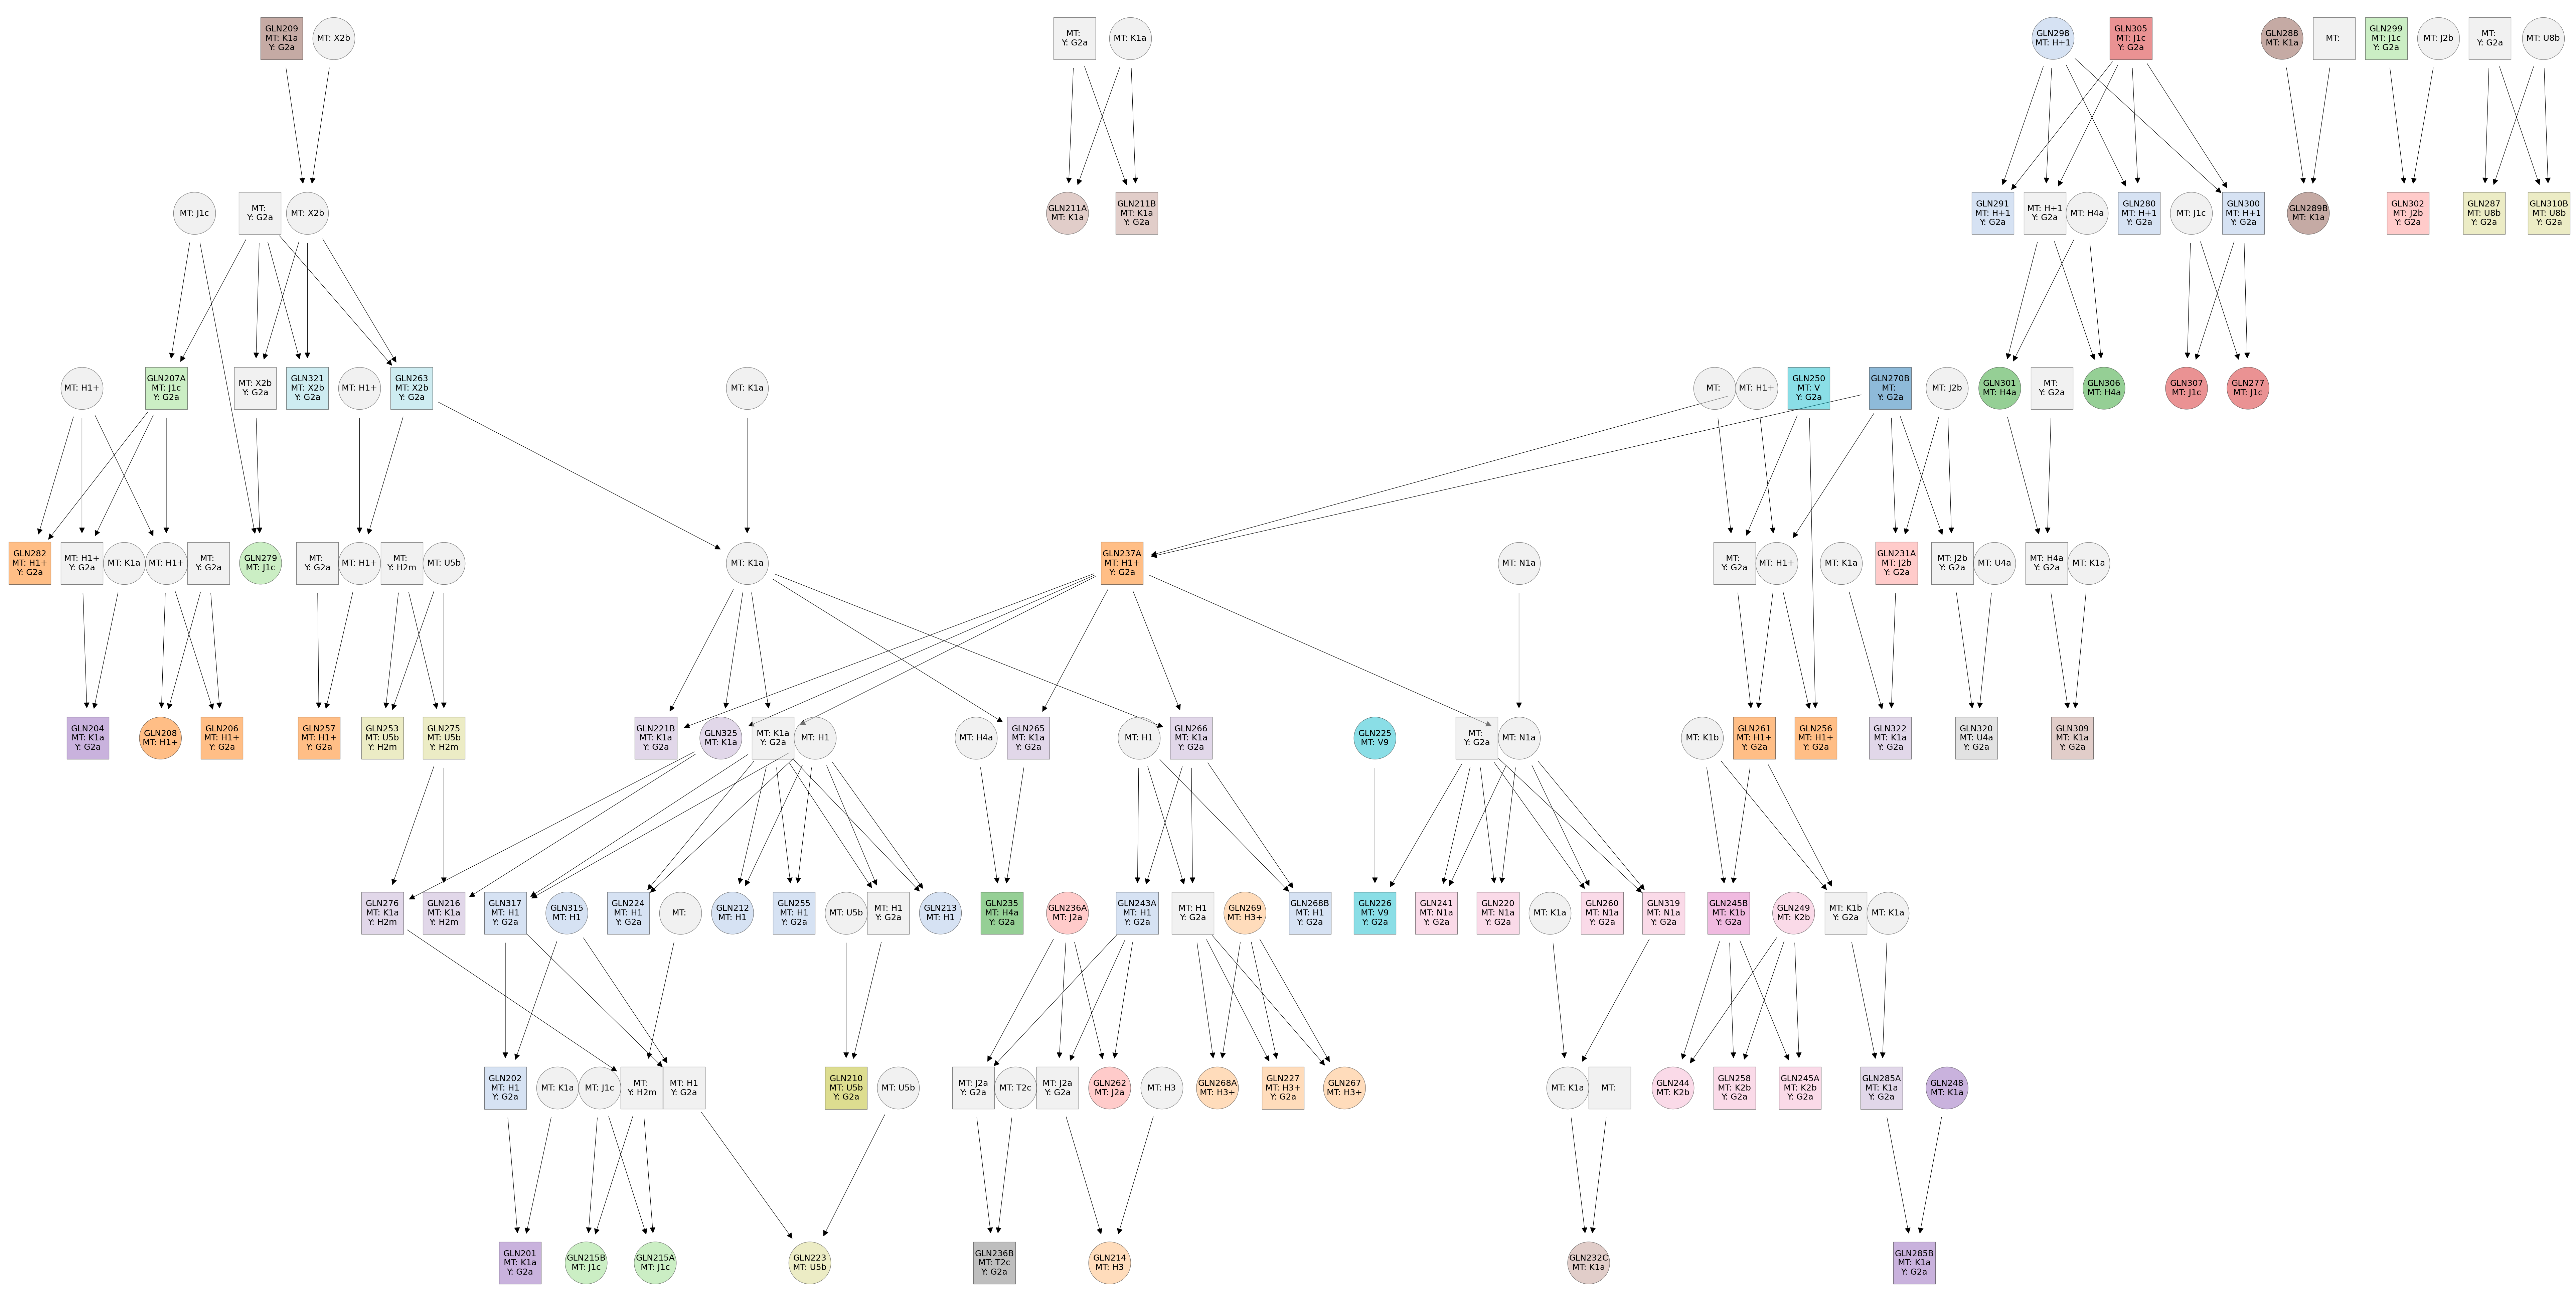 GLN209
MT: K1a
Y: G2a
MT: X2b
MT:
Y: G2a
MT: K1a
GLN298
MT: H+1
GLN305
MT: J1c
Y: G2a
GLN288
MT: K1a
MT:
GLN299
MT: J1c
Y: G2a
MT: J2b
MT:
Y: G2a
MT: U8b
MT: J1c
MT:
Y: G2a
MT: X2b
GLN211A
MT: K1a
GLN211B
MT: K1a
Y: G2a
GLN291
MT: H+1
Y: G2a
MT: H+1
Y: G2a
MT: H4a
GLN280
MT: H+1
Y: G2a
MT: J1c
GLN300
MT: H+1
Y: G2a
GLN289B
MT: K1a
GLN302
MT: J2b
Y: G2a
GLN287
MT: U8b
Y: G2a
GLN310B
MT: U8b
Y: G2a
MT: H1+
GLN207A
MT: J1c
Y: G2a
MT: X2b
Y: G2a
GLN321
MT: X2b
Y: G2a
MT: H1+
GLN263
MT: X2b
Y: G2a
MT: K1a
MT:
MT: H1+
GLN250
MT: V
Y: G2a
GLN270B
MT:
Y: G2a
MT: J2b
GLN301
MT: H4a
MT:
Y: G2a
GLN306
MT: H4a
GLN307
MT: J1c
GLN277
MT: J1c
GLN282
MT: H1+
Y: G2a
MT: H1+
Y: G2a
MT: K1a
MT: H1+
MT:
Y: G2a
GLN279
MT: J1c
MT:
Y: G2a
MT: H1+
MT:
Y: H2m
MT: U5b
MT: K1a
GLN237A
MT: H1+
Y: G2a
MT: N1a
MT:
Y: G2a
MT: H1+
MT: K1a
GLN231A
MT: J2b
Y: G2a
MT: J2b
Y: G2a
MT: U4a
MT: H4a
Y: G2a
MT: K1a
GLN204
MT: K1a
Y: G2a
GLN208
MT: H1+
GLN206
MT: H1+
Y: G2a
GLN257
MT: H1+
Y: G2a
GLN253
MT: U5b
Y: H2m
GLN275
MT: U5b
Y: H2m
GLN221B
MT: K1a
Y: G2a
GLN325
MT: K1a
MT: K1a
Y: G2a
MT: H1
MT: H4a
GLN265
MT: K1a
Y: G2a
MT: H1
GLN266
MT: K1a
Y: G2a
GLN225
MT: V9
MT:
Y: G2a
MT: N1a
MT: K1b
GLN261
MT: H1+
Y: G2a
GLN256
MT: H1+
Y: G2a
GLN322
MT: K1a
Y: G2a
GLN320
MT: U4a
Y: G2a
GLN309
MT: K1a
Y: G2a
GLN276
MT: K1a
Y: H2m
GLN216
MT: K1a
Y: H2m
GLN317
MT: H1
Y: G2a
GLN315
MT: H1
GLN224
MT: H1
Y: G2a
MT:
GLN212
MT: H1
GLN255
MT: H1
Y: G2a
MT: U5b
MT: H1
Y: G2a
GLN213
MT: H1
GLN235
MT: H4a
Y: G2a
GLN236A
MT: J2a
GLN243A
MT: H1
Y: G2a
MT: H1
Y: G2a
GLN269
MT: H3+
GLN268B
MT: H1
Y: G2a
GLN226
MT: V9
Y: G2a
GLN241
MT: N1a
Y: G2a
GLN220
MT: N1a
Y: G2a
MT: K1a
GLN260
MT: N1a
Y: G2a
GLN319
MT: N1a
Y: G2a
GLN245B
MT: K1b
Y: G2a
GLN249
MT: K2b
MT: K1b
Y: G2a
MT: K1a
GLN202
MT: H1
Y: G2a
MT: K1a
MT: J1c
MT:
Y: H2m
MT: H1
Y: G2a
GLN210
MT: U5b
Y: G2a
MT: U5b
MT: J2a
Y: G2a
MT: T2c
MT: J2a
Y: G2a
GLN262
MT: J2a
MT: H3
GLN268A
MT: H3+
GLN227
MT: H3+
Y: G2a
GLN267
MT: H3+
MT: K1a
MT:
GLN244
MT: K2b
GLN258
MT: K2b
Y: G2a
GLN245A
MT: K2b
Y: G2a
GLN285A
MT: K1a
Y: G2a
GLN248
MT: K1a
GLN201
MT: K1a
Y: G2a
GLN215B
MT: J1c
GLN215A
MT: J1c
GLN223
MT: U5b
GLN236B
MT: T2c
Y: G2a
GLN214
MT: H3
GLN232C
MT: K1a
GLN285B
MT: K1a
Y: G2a